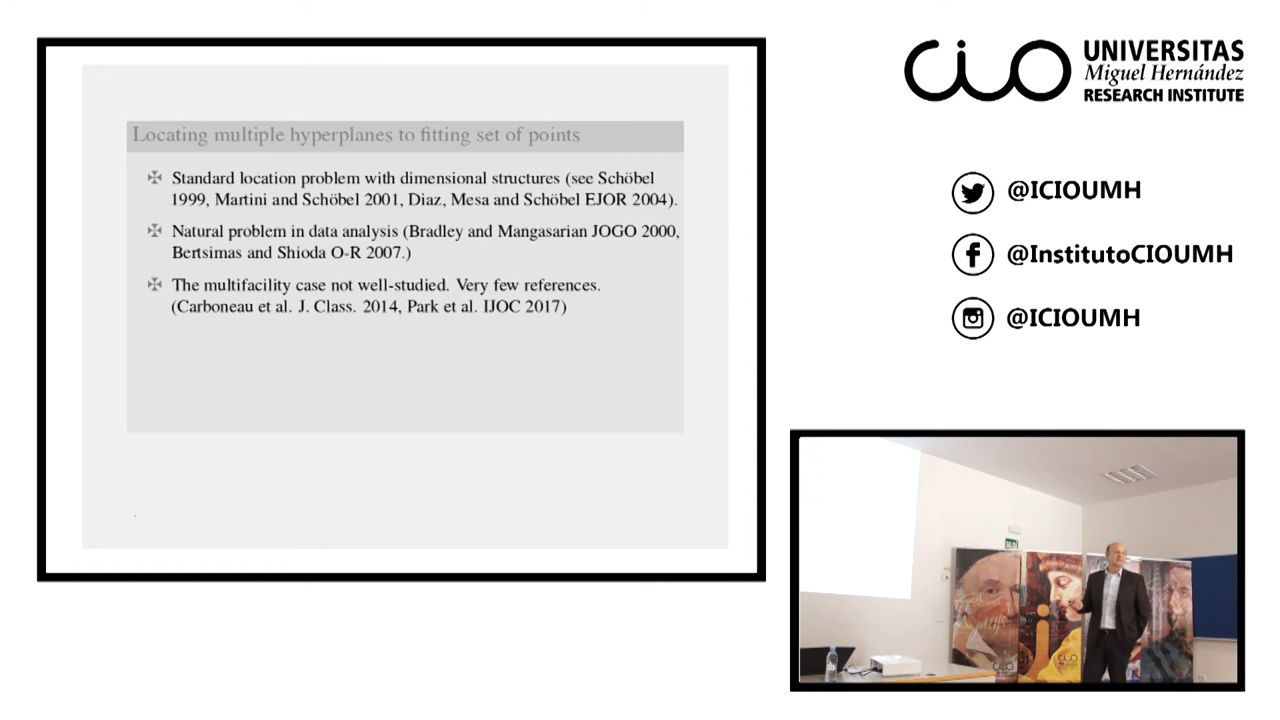 Locating multiple hyperplanes to fitting set of points
Standard location problem with dimensional structures (see Schöbel
1999, Martini and Schöbel 2001, Diaz, Mesa and Schöbel EJOR 2004).
Natural problem in data analysis (Bradley and Mangasarian JOGO 2000,
Bertsimas and Shioda O-R 2007.)
The multifacility case not well-studied. Very few references.
(Carboneau et al. J. Class. 2014, Park et al. IJOC 2017)
cio
UNIVERSITAS
Miguel Hernández
RESEARCH INSTITUTE
@ICIOUMH
@InstitutoCIOUMH
@ICIOUMH